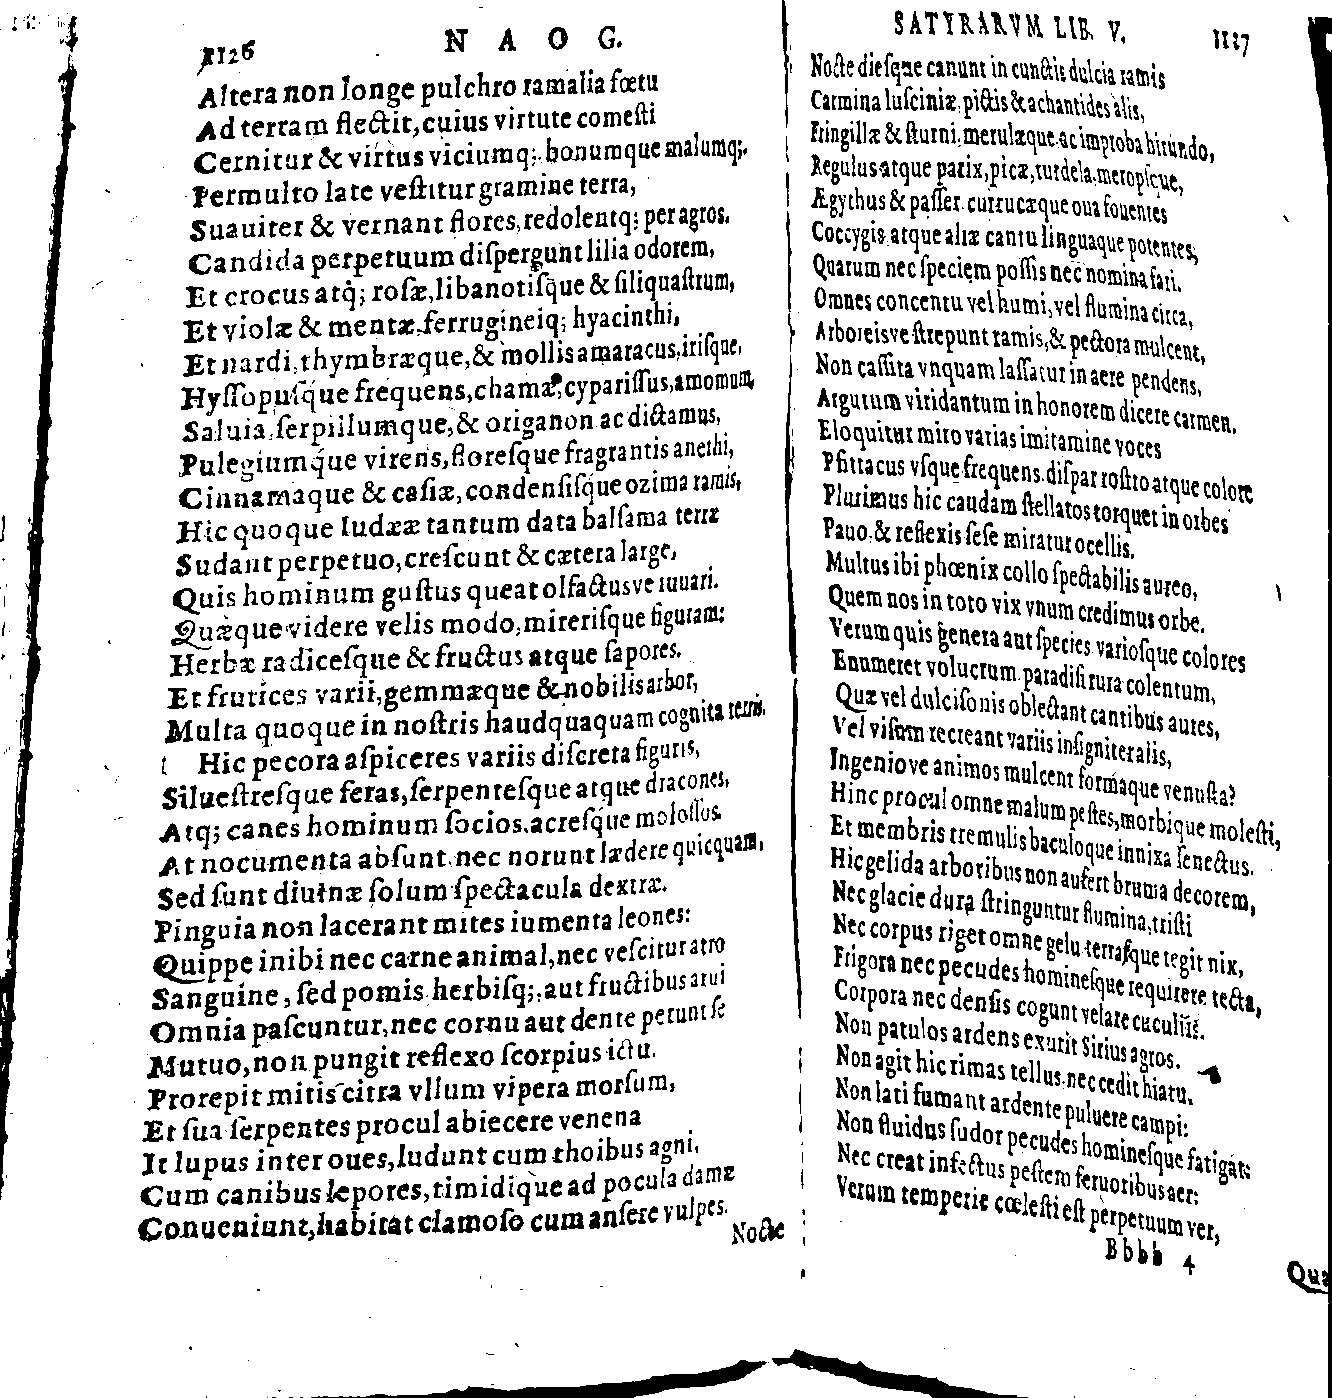 1126 N A O G.
Altera non longe pulchro ramalia fœtu
Ad terram flectit, cuius virtute comeſti
Cernitur & virtus viciumq; bonumque malumq;.
Permulto late veſtitur gramine terra,
Suauiter & vernant flores, redolentq; per agros.
Candida perpetuum diſpergunt lilia odorem,
Et crocus atq; roſæ, libanotiſque & ſiliquaſtrum,
Et violæ & mentæ, ferrugineiq; hyacinthi,
Et nardi, thymbræque, & mollis amaracus, iriſque,
Hyſſopuſque frequens, chamæcypariſſus, amomum,
Saluia, ſerpillumque, & origanon ac dictamus,
Pulegiumque virens, floreſque fragrantis anethi,
Cinnamaque & caſiæ, condenſiſque ozima ramis,
Hic quoque Iudææ tantum data balſama terræ
Sudant perpetuo, creſcunt & cætera large,
Quis hominum guſtus queat olfactusve iuuari.
Quæque videre velis modo, mireriſque figuram:
Herbæ radiceſque & fructus atque ſapores.
Et frutices varii, gemmæque & nobilis arbor,
Multa quoque in noſtris haudquaquam cognita terris.
Hic pecora aſpiceres variis diſcreta figuris,
Silueſtreſque feras, ſerpenteſque atque dracones,
Atq; canes hominum ſocios, acreſque moloſſos.
At nocumenta abſunt, nec norunt lædere quicquam,
Sed ſunt diuinæ ſolum ſpectacula dextræ.
Pinguia non lacerant mites iumenta leones:
Quippe inibi nec carne animal, nec veſcitur atro
Sanguine, ſed pomis herbiſq;, aut fructibus arui
Omnia paſcuntur, nec cornu aut dente petunt ſe
Mutuo, non pungit reflexo ſcorpius ictu.
Prorepit mitis citra vllum vipera morſum,
Et ſua ſerpentes procul abiecere venena
It lupus inter oues, ludunt cum thoibus agni,
Cum canibus lepores, timidique ad pocula damæ
Conueniunt, habitat clamoſo cum anſere vulpes.
Nocte
SATYRARVM LIB. V. 1127
Nocte dieſque canunt in cunctis dulcia ramis
Carmina luſciniæ, pictis & achantides alis,
Fringillæ & ſturni, merulæque ac improba hirundo,
Regulus atque parix, picæ, turdela, meropſque,
Ægythus & paſſer, currucæque oua fouentes
Coccygis, atque aliæ cantu linguaque potentes,
Quarum nec ſpeciem poſſis nec nomina fari.
Omnes concentu vel humi, vel flumina circa,
Arboreisve ſtrepunt ramis, & pectora mulcent,
Non caſſita vnquam laſſatur in aere pendens,
Argutum viridantum in honorem dicere carmen.
Eloquitur miro varias imitamine voces
Pſittacus vſque frequens, diſpar roſtro atque colore
Plurimus hic caudam ſtellatos torquet in orbes
Pauo, & reflexis ſeſe miratur ocellis.
Multus ibi phœnix collo ſpectabilis aureo,
Quem nos in toto vix vnum credimus orbe.
Verum quis genera aut ſpecies varioſque colores
Enumeret volucrum paradiſi rura colentum,
Quæ vel dulciſonis oblectant cantibus aures,
Vel viſum recreant variis inſigniter alis,
Ingeniove animos mulcent formaque venuſta?
Hinc procul omne malum peſtes, morbique moleſti,
Et membris tremulis baculoque innixa ſenectus.
Hic gelida arboribus non aufert bruma decorem,
Nec glacie dura ſtringuntur flumina, triſti
Nec corpus riget omne gelu, terraſque tegit nix,
Frigora nec pecudes homineſque requirere tecta,
Corpora nec denſis cogunt velare cucullis.
Non patulos ardens exurit Sirius agros.
Non agit hic rimas tellus, nec cedit hiatu.
Non lati fumant ardente puluere campi:
Non fluidus ſudor pecudes homineſque fatigat:
Nec creat infectus peſtem feruoribus aer:
Verum temperie cœleſti eſt perpetuum ver,
Bbbb 4
Qua